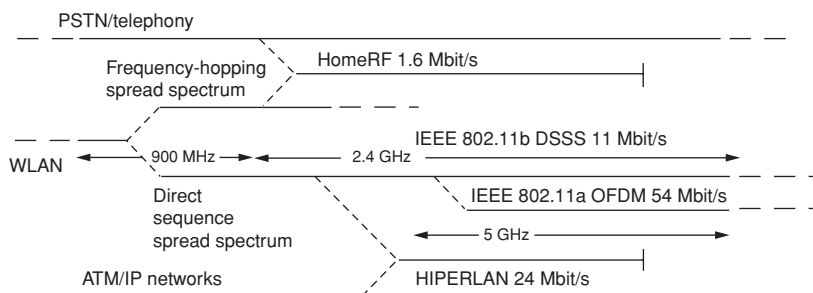 PSTN/telephony
HomeRF 1.6 Mbit/s
Frequency-hopping
spread spectrum
IEEE 802.11b DSSS 11 Mbit/s
WLAN
900 MHz
2.4 GHz
IEEE 802.11a OFDM 54 Mbit/s
Direct
sequence
spread spectrum
5 GHz
ATM/IP networks
HIPERLAN 24 Mbit/s